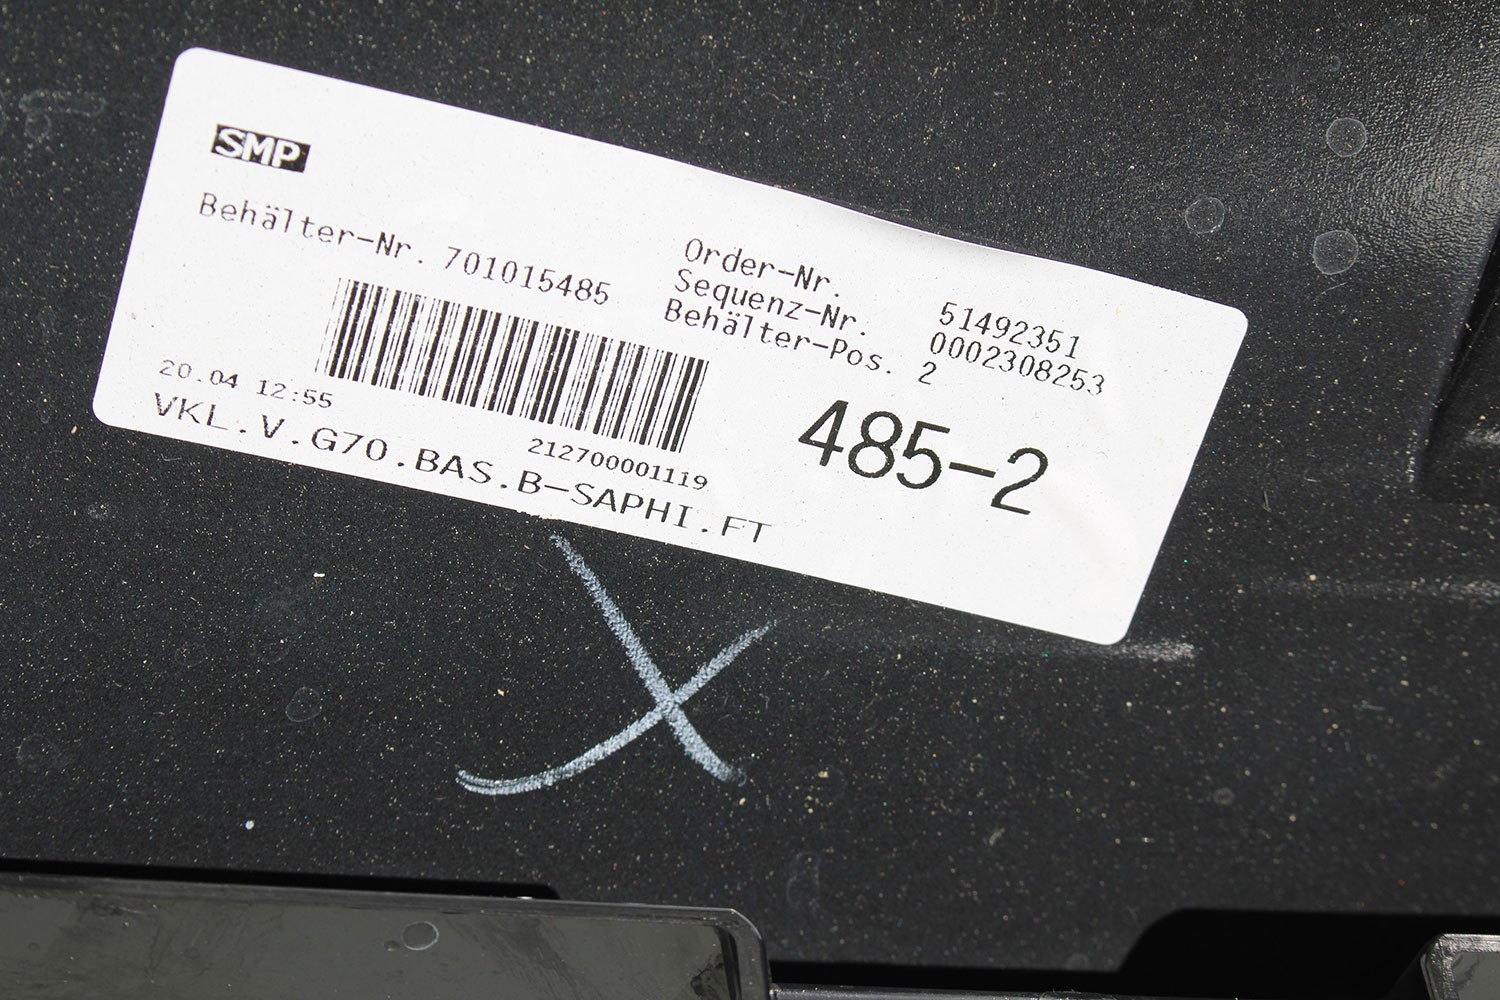 SMP
Behälter-Nr. 701015485
Order-Nr. 51492351
Sequenz-Nr. 0002308253
Behälter-Pos. 2
20.04 12:55
212700001119
485-2
VKL.V.G70.BAS.B-SAPHI.FT
X